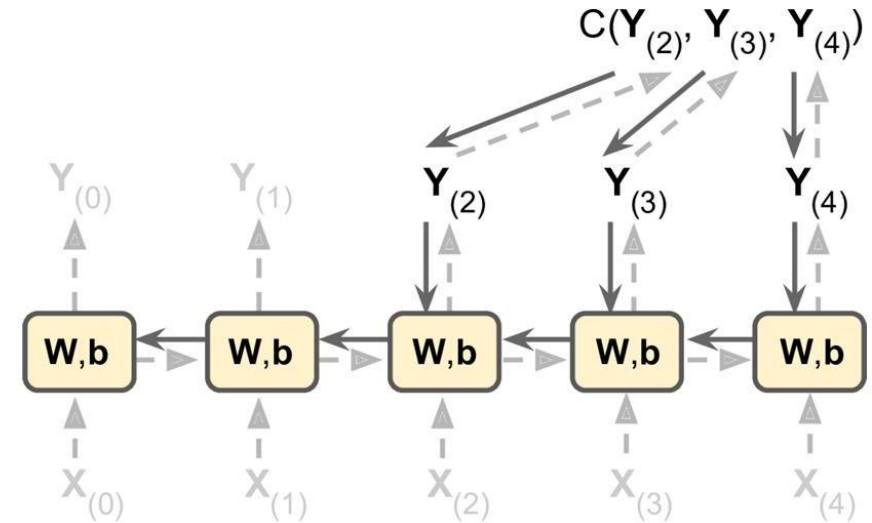 C(Y(2), Y(3), Y(4))
Y(0) Y(1) Y(2) Y(3) Y(4)
W,b W,b W,b W,b W,b
X(0) X(1) X(2) X(3) X(4)